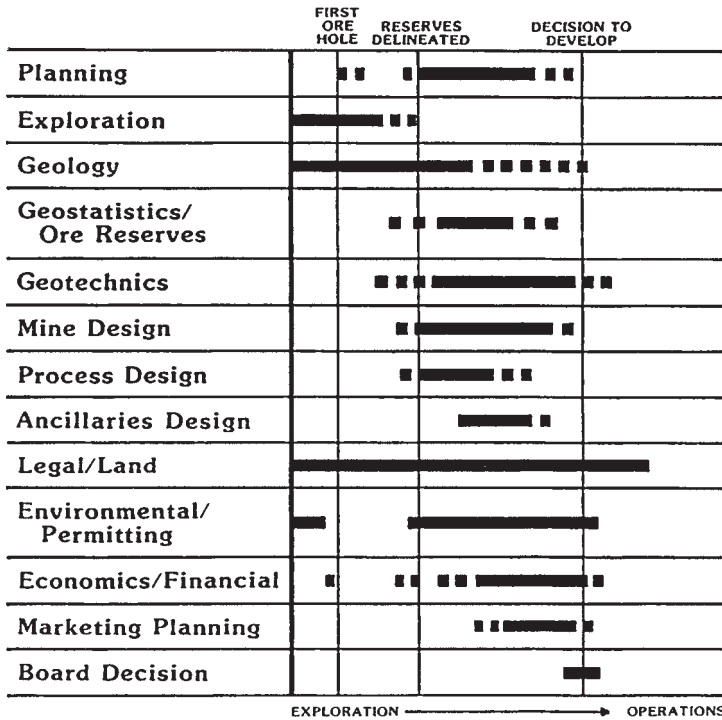 FIRST
ORE
HOLE
RESERVES
DELINEATED
DECISION TO
DEVELOP
Planning
Exploration
Geology
Geostatistics/
Ore Reserves
Geotechnics
Mine Design
Process Design
Ancillaries Design
Legal/Land
Environmental/
Permitting
Economics/Financial
Marketing Planning
Board Decision
EXPLORATION OPERATIONS